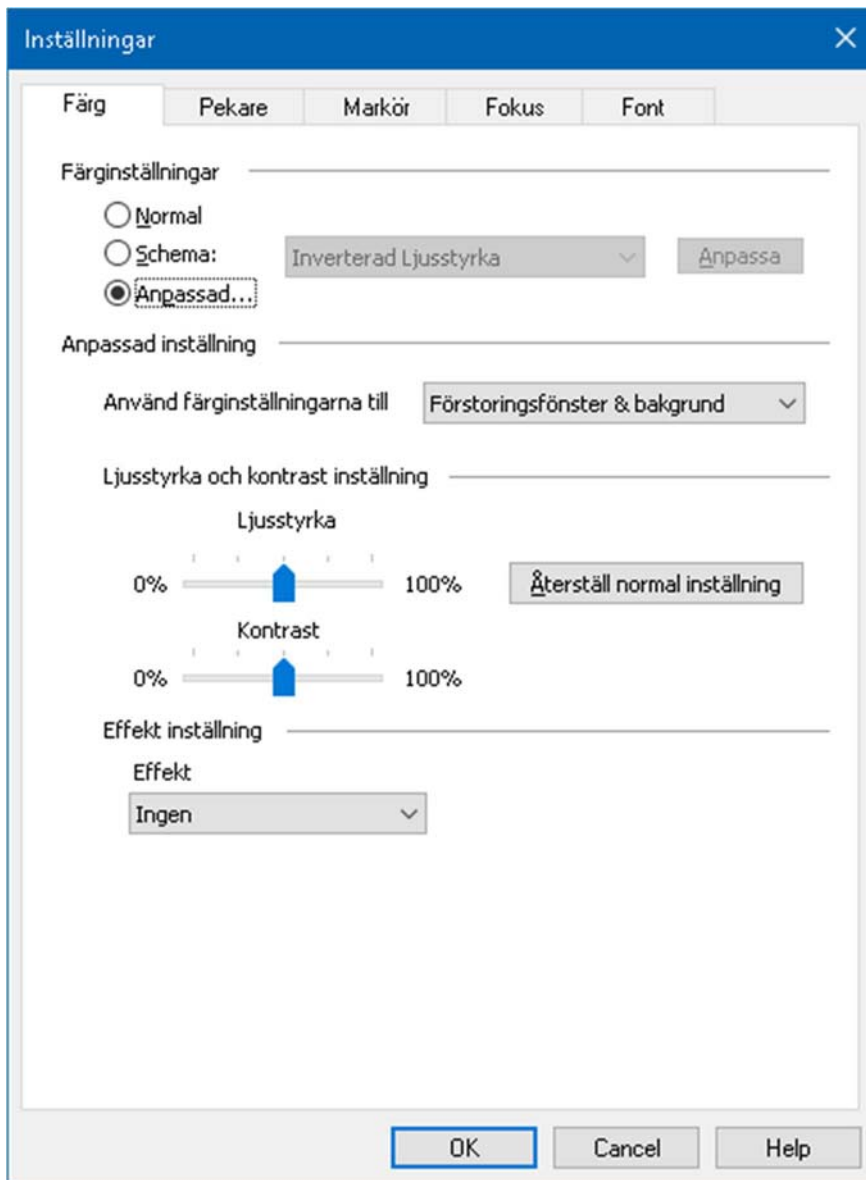 Inställningar
Färg Pekare Markör Fokus Font
Färginställningar
Normal
Schema: Inverterad Ljusstyrka Anpassa
Anpassad...
Anpassad inställning
Använd färginställningarna till Förstoringsfönster & bakgrund
Ljusstyrka och kontrast inställning
Ljusstyrka
0% 100% Återställ normal inställning
Kontrast
0% 100%
Effekt inställning
Effekt
Ingen
OK Cancel Help